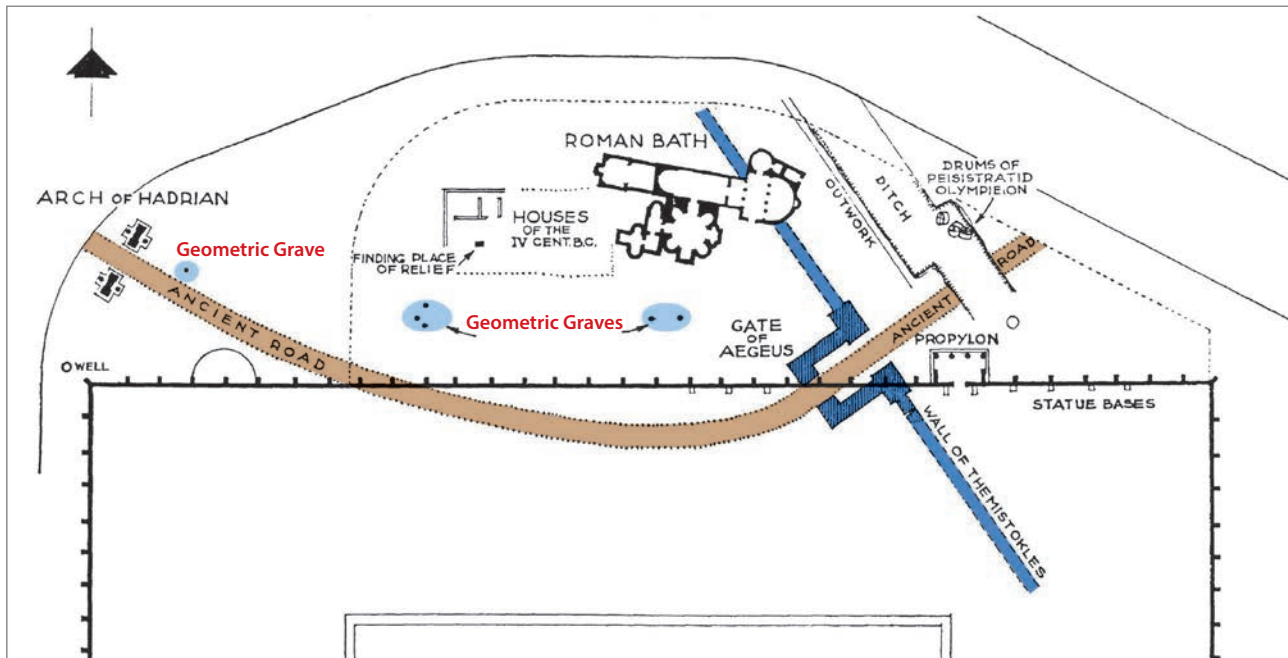 ROMAN BATH
DRUMS OF
PEISISTRATID
OLYMPIEION
DITCH
OUTWORK
ARCH OF HADRIAN
HOUSES
OF THE
IV CENT. B.C.
Geometric Grave
FINDING PLACE
OF RELIEF
ROAD
ANCIENT ROAD
Geometric Graves
GATE
OF
AEGEUS
ANCIENT
PROPYLON
WELL
STATUE BASES
WALL OF THEMISTOKLES